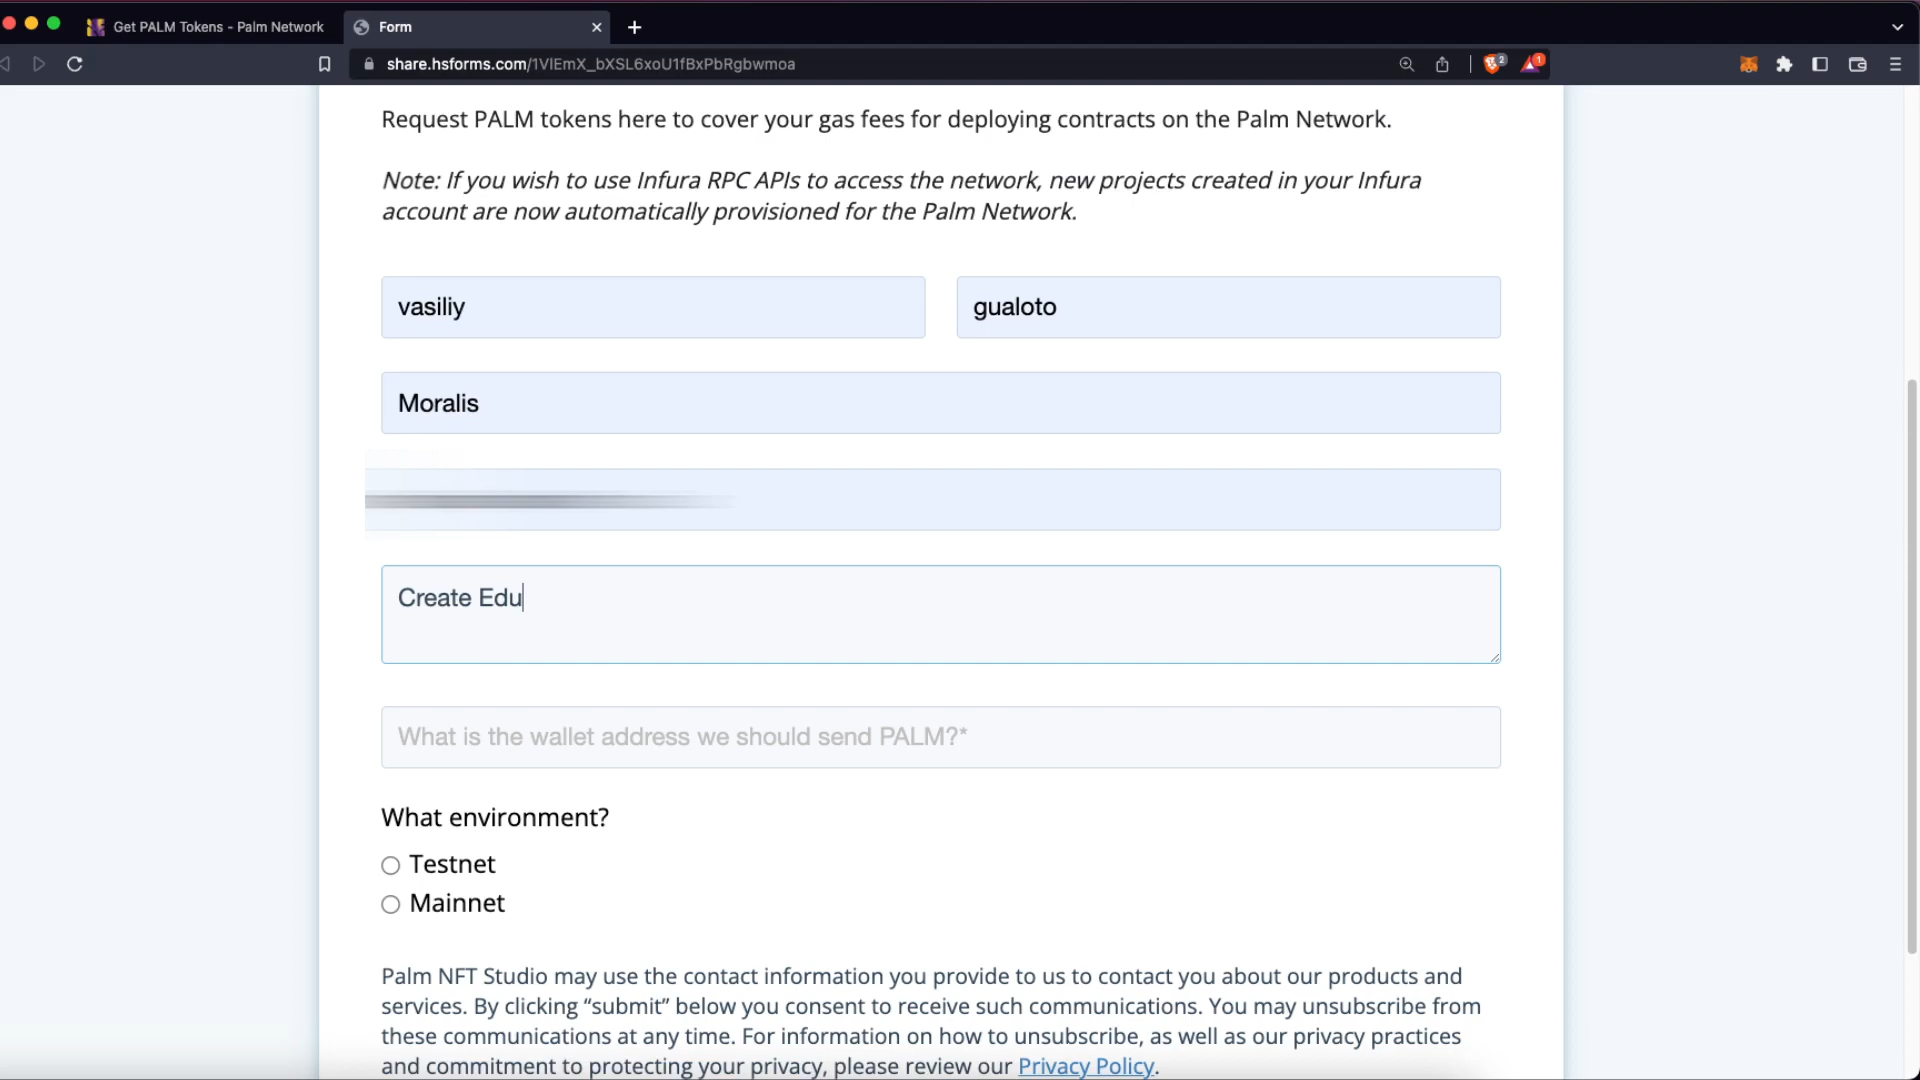 Get PALM Tokens - Palm Network
Form
share.hsforms.com/1VlEmX_bXSL6xoU1fBxPbRgbwmoa
2
1
Request PALM tokens here to cover your gas fees for deploying contracts on the Palm Network.
Note: If you wish to use Infura RPC APIs to access the network, new projects created in your Infura
account are now automatically provisioned for the Palm Network.
vasiliy
gualoto
Moralis
Create Edu
What is the wallet address we should send PALM?*
What environment?
Testnet
Mainnet
Palm NFT Studio may use the contact information you provide to us to contact you about our products and
services. By clicking “submit” below you consent to receive such communications. You may unsubscribe from
these communications at any time. For information on how to unsubscribe, as well as our privacy practices
and commitment to protecting your privacy, please review our Privacy Policy.